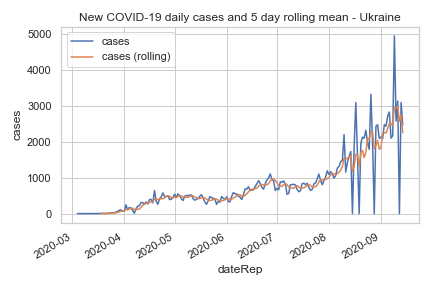 New COVID-19 daily cases and 5 day rolling mean - Ukraine
cases
cases (rolling)
5000
4000
3000
2000
1000
0
cases
2020-03
2020-04
2020-05
2020-06
2020-07
2020-08
2020-09
dateRep